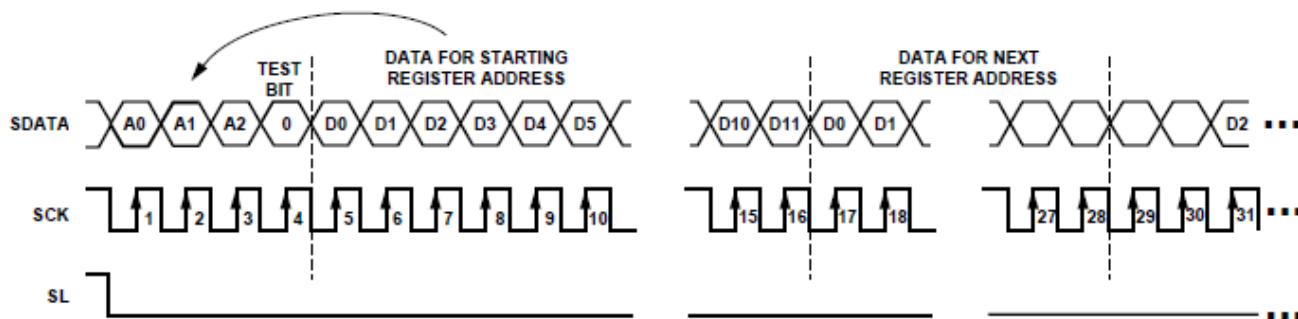 DATA FOR STARTING
REGISTER ADDRESS
DATA FOR NEXT
REGISTER ADDRESS
TEST
BIT
SDATA A0 A1 A2 0 D0 D1 D2 D3 D4 D5 D10 D11 D0 D1 D2 ...
SCK 1 2 3 4 5 6 7 8 9 10 15 16 17 18 27 28 29 30 31 ...
SL ...